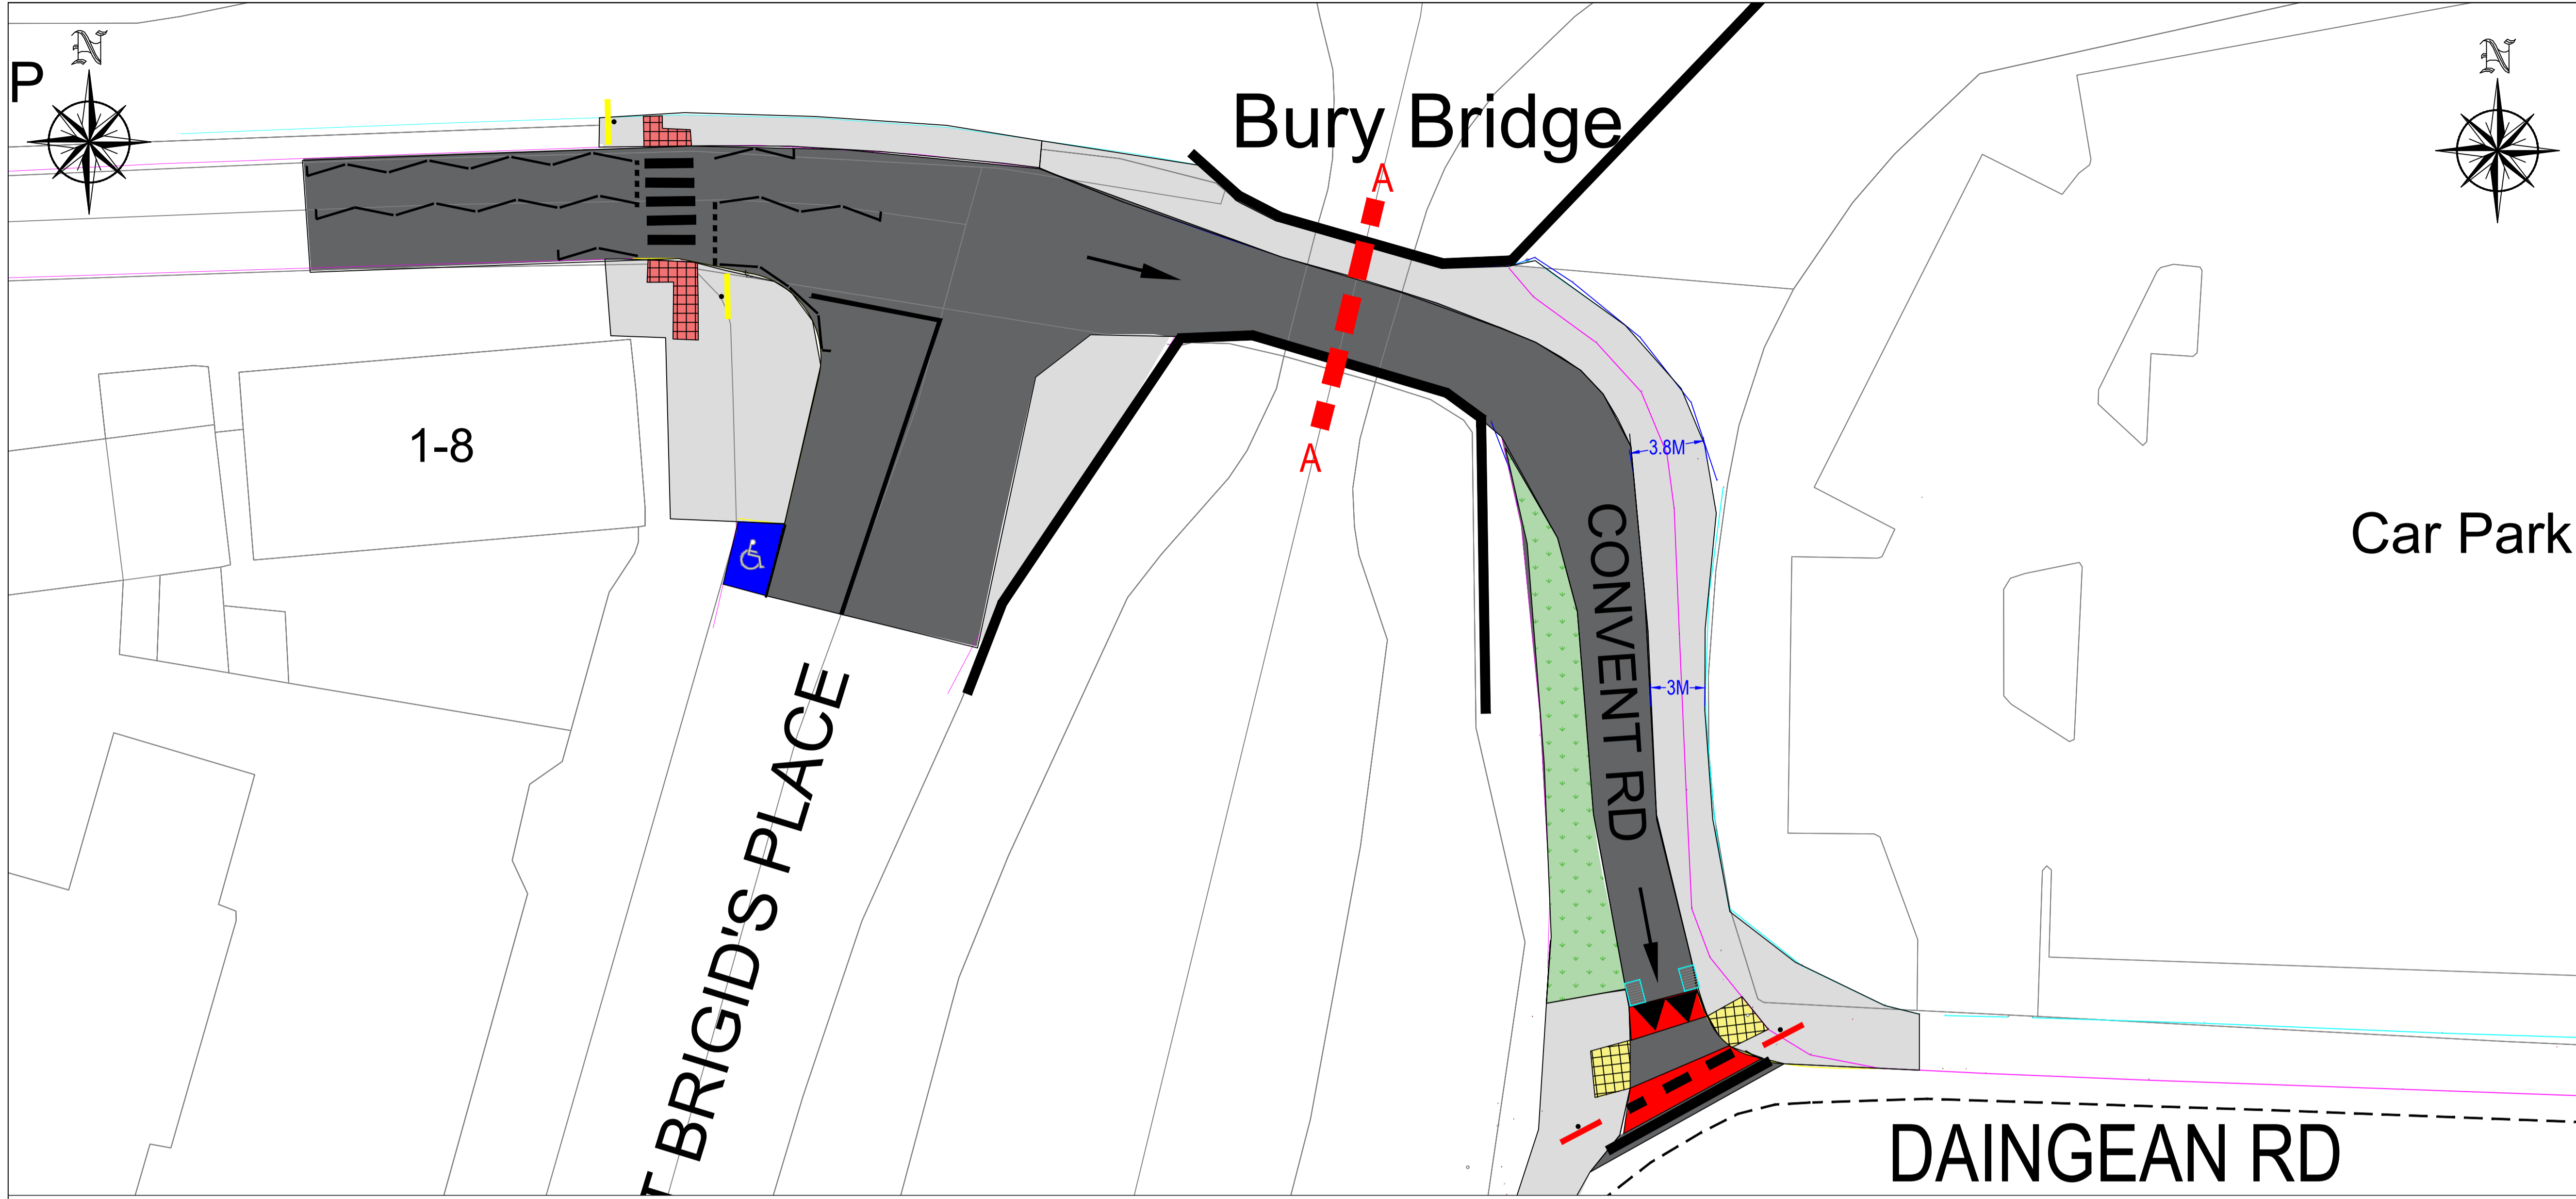 N
N
P
Bury Bridge
A
A
1-8
3.8M
CONVENT RD
Car Park
3M
T BRIGID'S PLACE
DAINGEAN RD